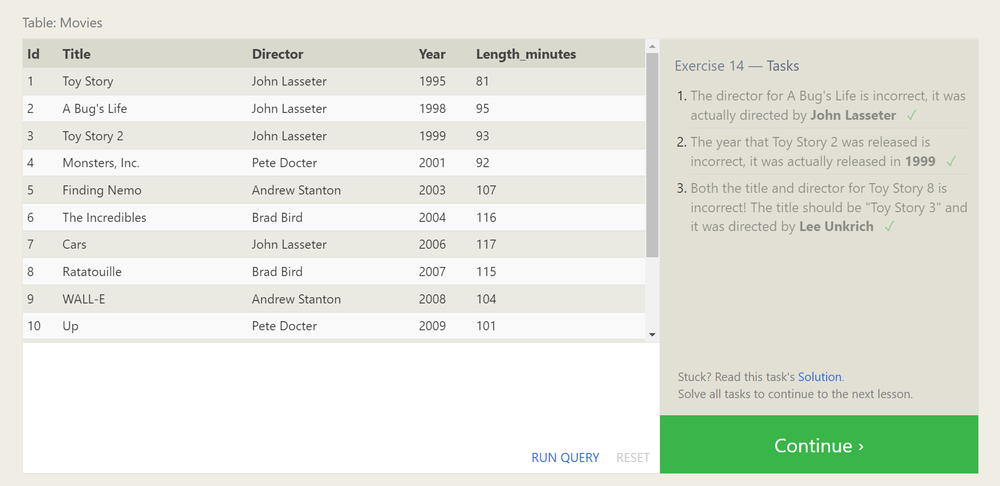 Table: Movies
Id Title Director Year Length_minutes
1 Toy Story John Lasseter 1995 81
2 A Bug's Life John Lasseter 1998 95
3 Toy Story 2 John Lasseter 1999 93
4 Monsters, Inc. Pete Docter 2001 92
5 Finding Nemo Andrew Stanton 2003 107
6 The Incredibles Brad Bird 2004 116
7 Cars John Lasseter 2006 117
8 Ratatouille Brad Bird 2007 115
9 WALL-E Andrew Stanton 2008 104
10 Up Pete Docter 2009 101
RUN QUERY RESET
Exercise 14 — Tasks
1. The director for A Bug's Life is incorrect, it was
actually directed by John Lasseter ✓
2. The year that Toy Story 2 was released is
incorrect, it was actually released in 1999 ✓
3. Both the title and director for Toy Story 8 is
incorrect! The title should be "Toy Story 3" and
it was directed by Lee Unkrich ✓
Stuck? Read this task's Solution.
Solve all tasks to continue to the next lesson.
Continue ›